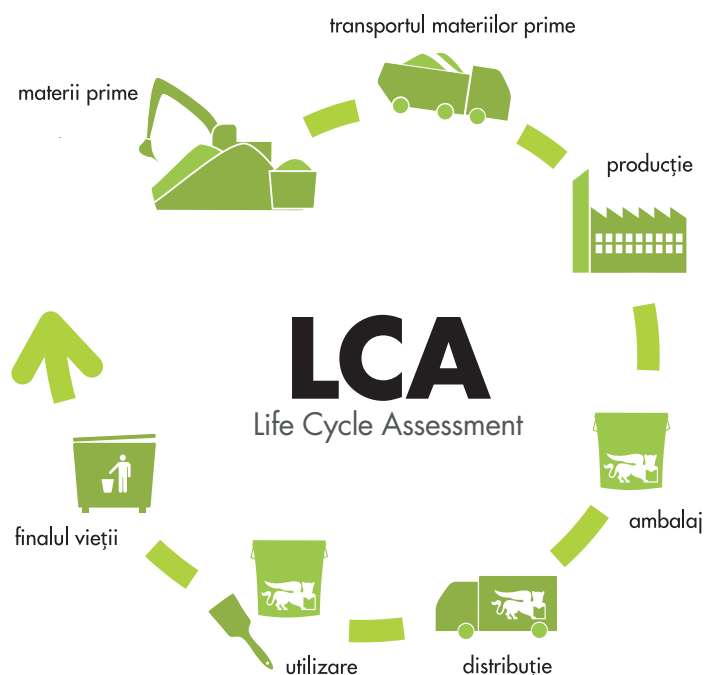 transportul materiilor prime
materii prime
producție
LCA
Life Cycle Assessment
ambalaj
finalul vieții
utilizare
distribuție